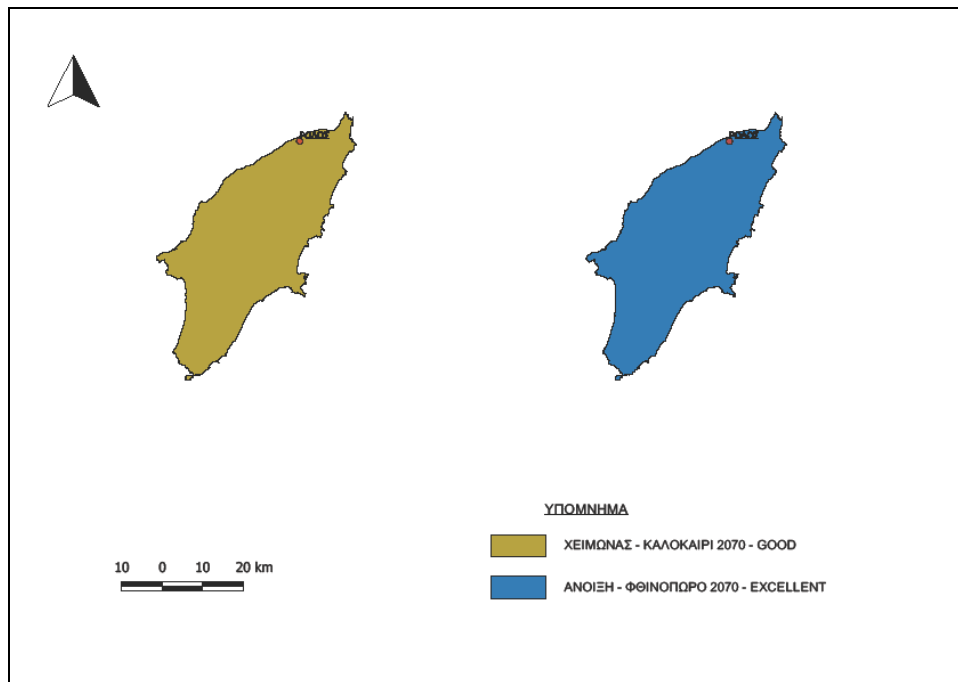 ΡΟΔΟΣ
ΡΟΔΟΣ
ΥΠΟΜΝΗΜΑ
ΧΕΙΜΩΝΑΣ - ΚΑΛΟΚΑΙΡΙ 2070 - GOOD
10 0 10 20 km
ΑΝΟΙΞΗ - ΦΘΙΝΟΠΩΡΟ 2070 - EXCELLENT